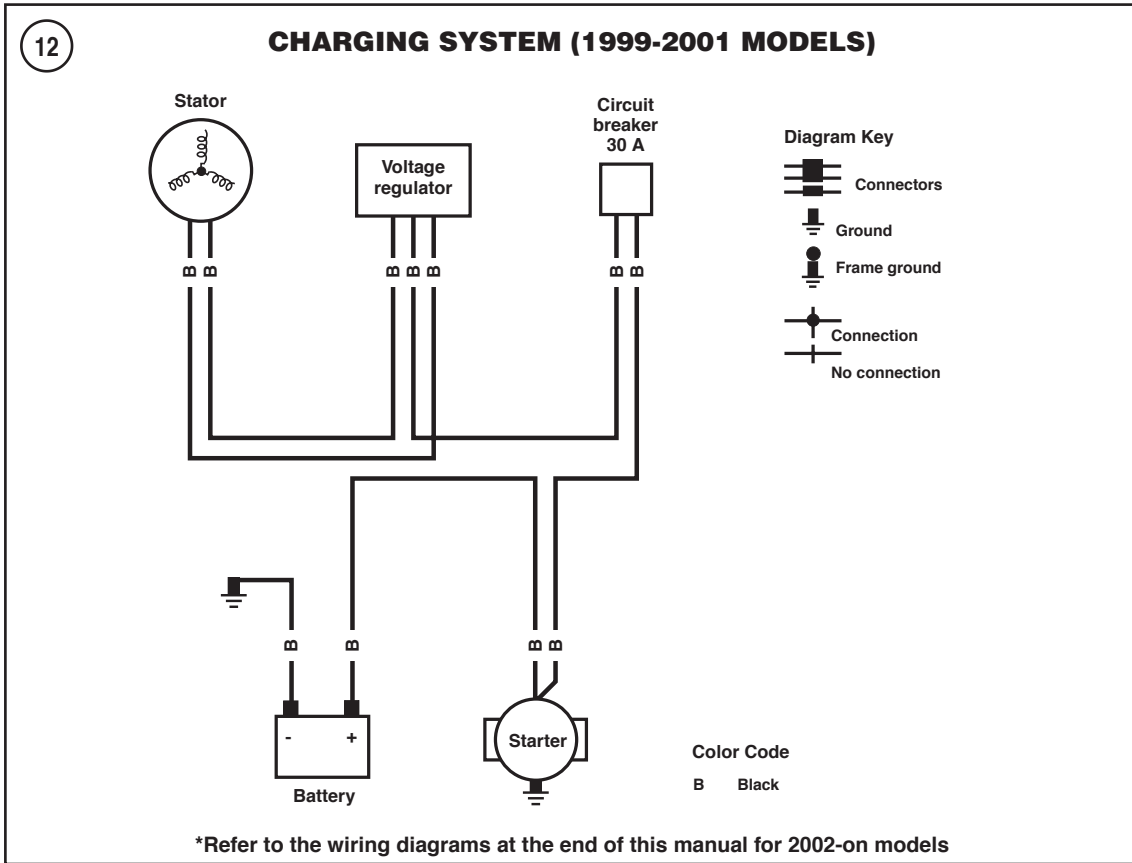 12
CHARGING SYSTEM (1999-2001 MODELS)
Stator
Voltage
regulator
Circuit
breaker
30 A
Diagram Key
Connectors
Ground
Frame ground
Connection
No connection
B B
B B B
B B
B
B
B B
- +
Battery
Starter
Color Code
B Black
*Refer to the wiring diagrams at the end of this manual for 2002-on models